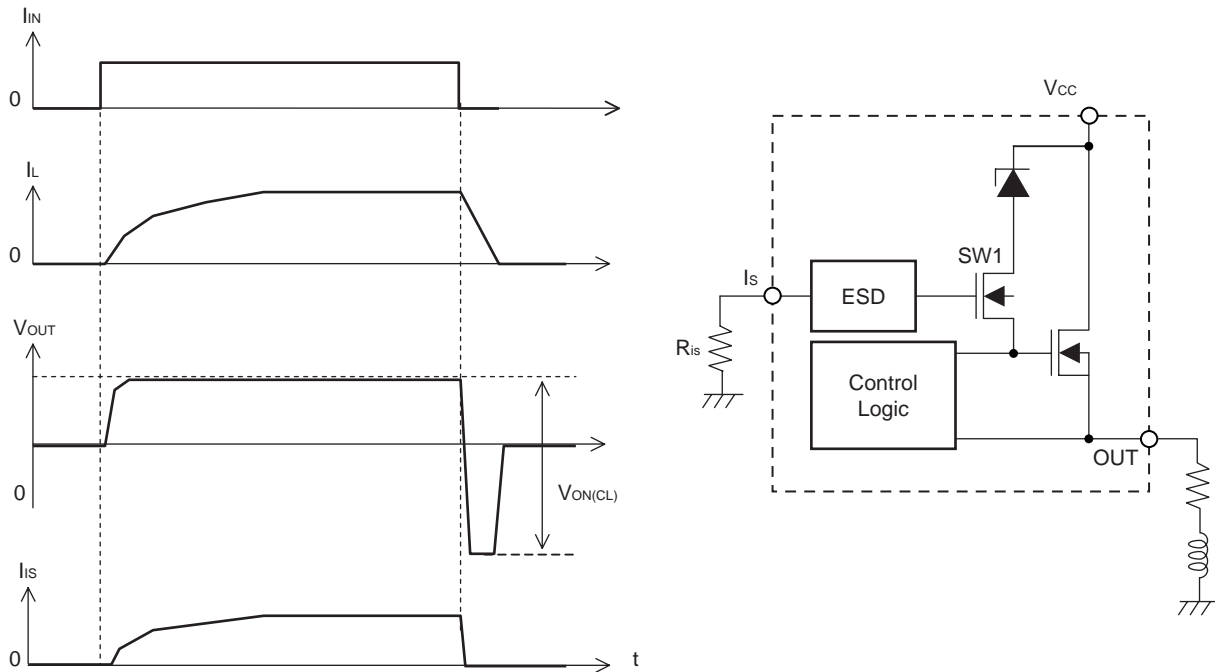 IIN
0
IL
0
VOUT
0
VON(CL)
IIS
0
t
VCC
SW1
IS
ESD
Ris
Control
Logic
OUT